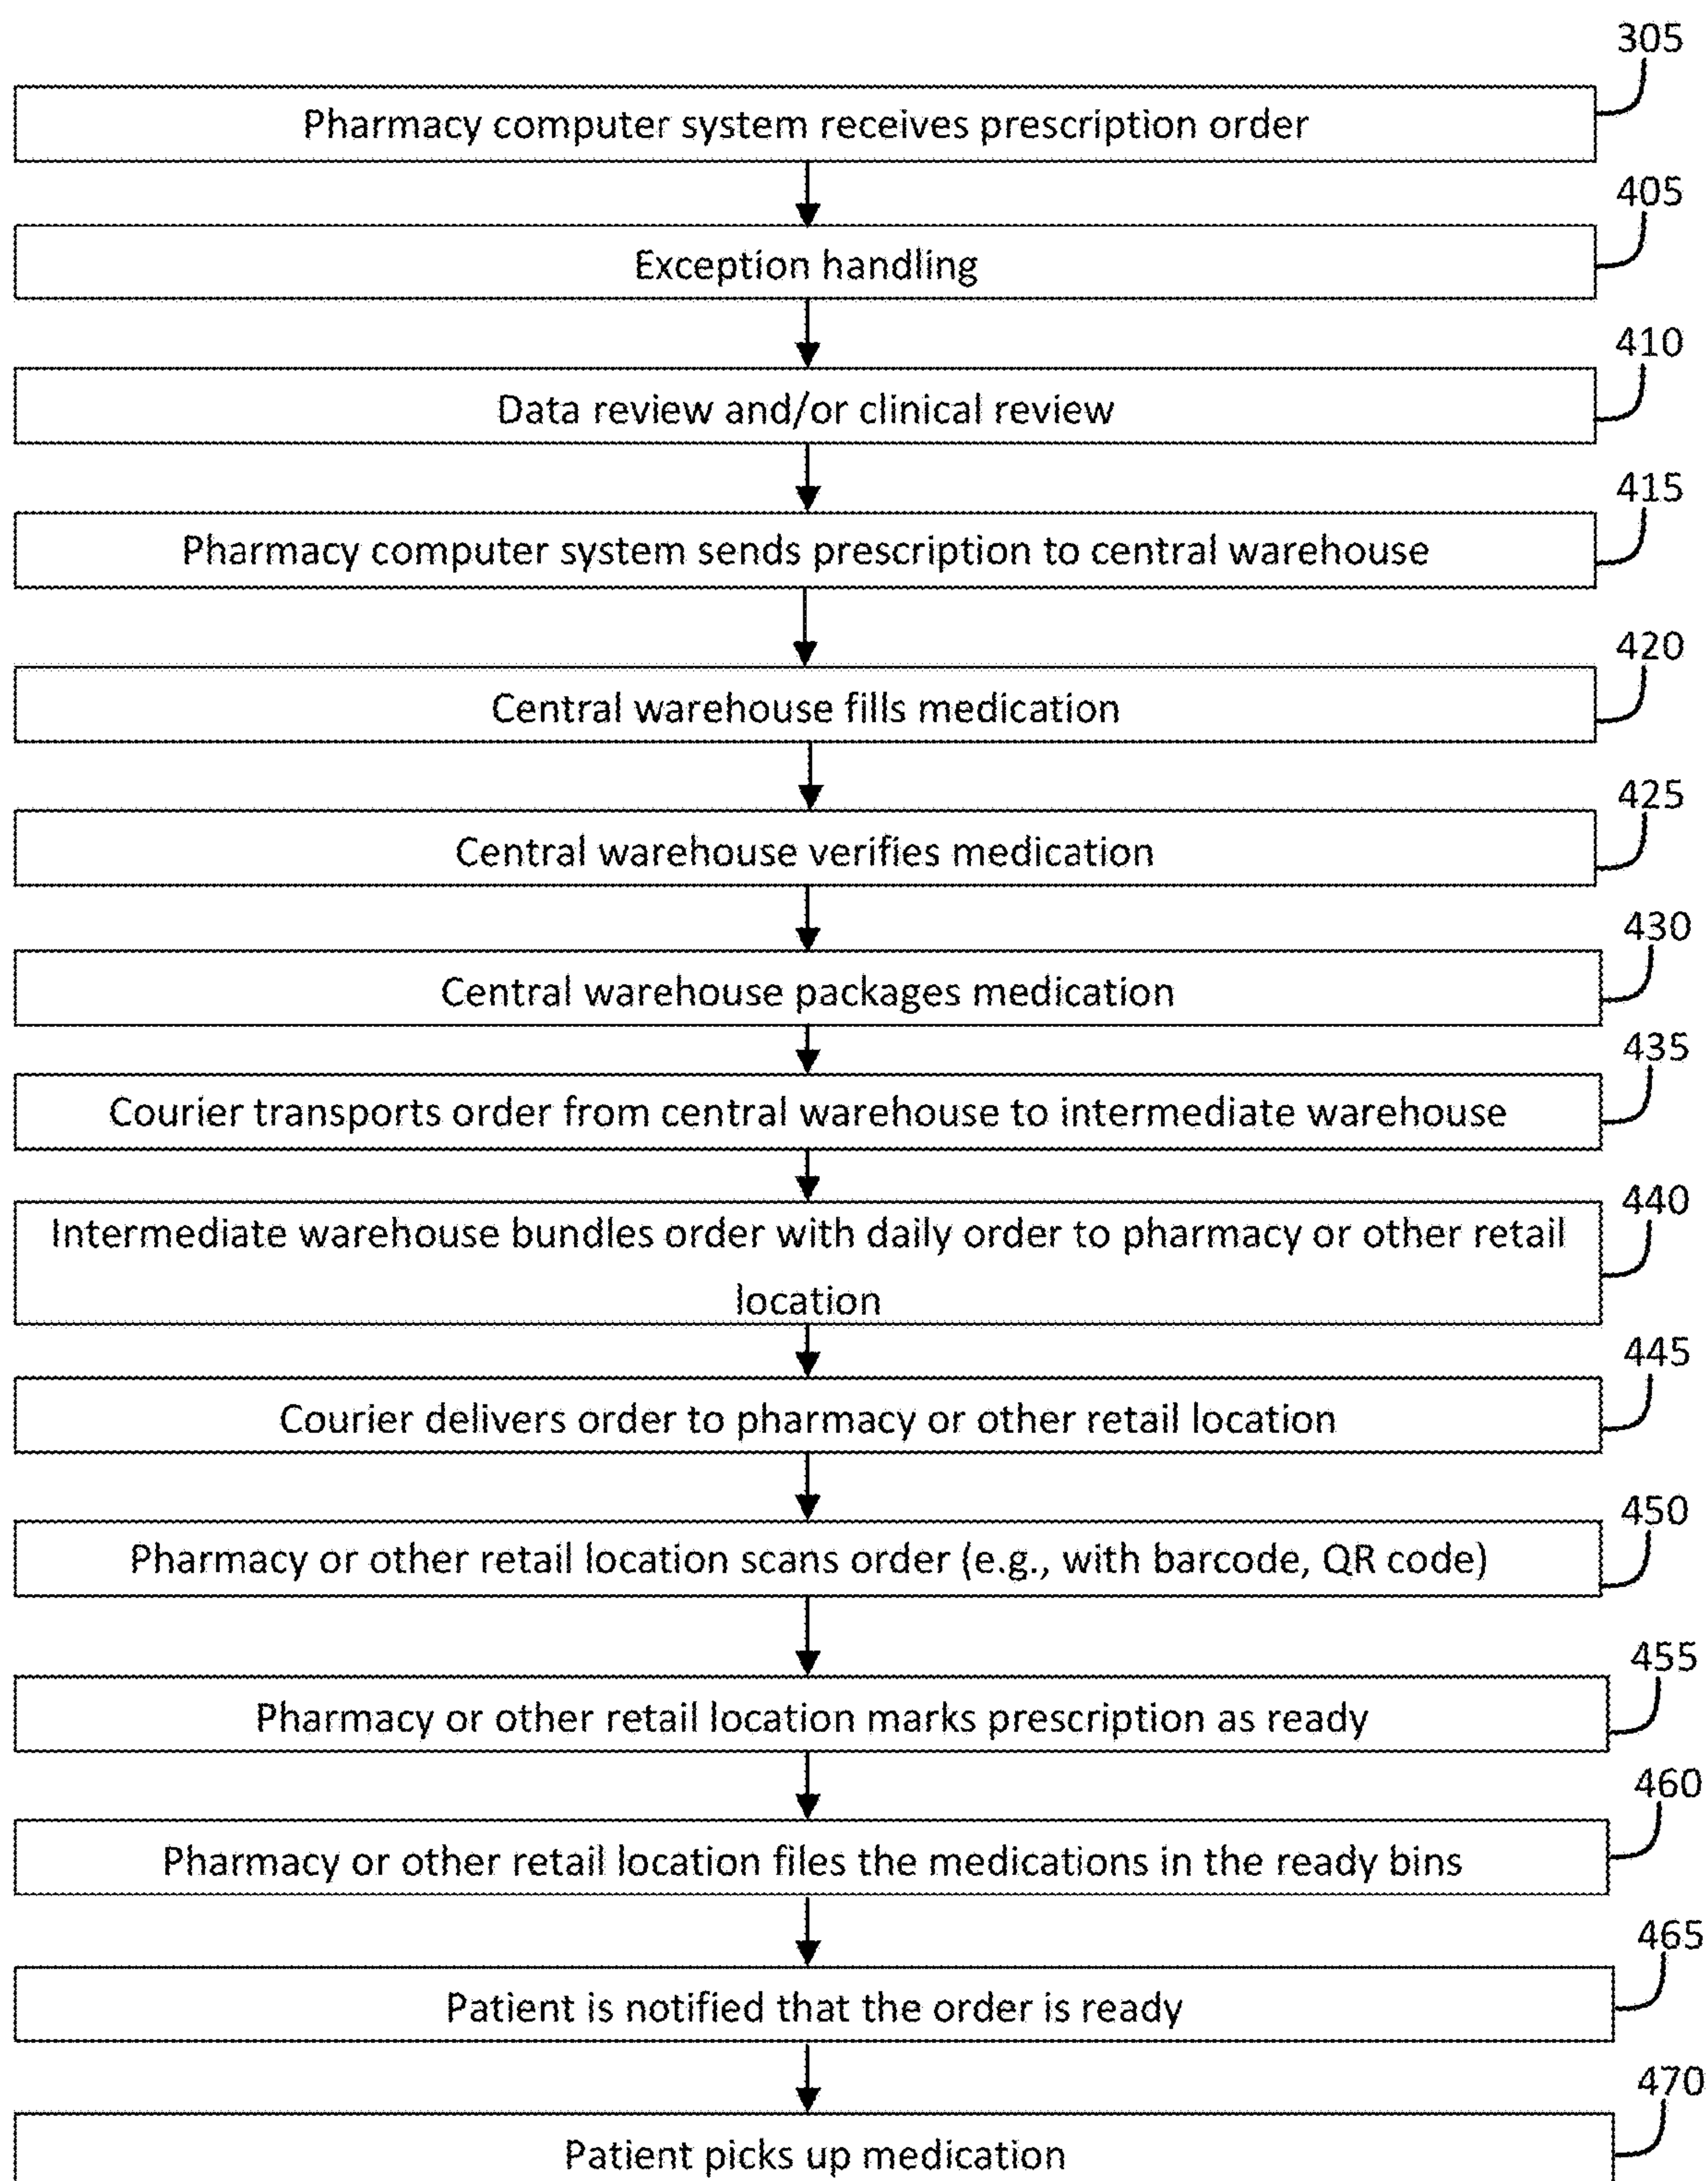 305
Pharmacy computer system receives prescription order
405
Exception handling
410
Data review and/or clinical review
415
Pharmacy computer system sends prescription to central warehouse
420
Central warehouse fills medication
425
Central warehouse verifies medication
430
Central warehouse packages medication
435
Courier transports order from central warehouse to intermediate warehouse
440
Intermediate warehouse bundles order with daily order to pharmacy or other retail
location
445
Courier delivers order to pharmacy or other retail location
450
Pharmacy or other retail location scans order (e.g., with barcode, QR code)
455
Pharmacy or other retail location marks prescription as ready
460
Pharmacy or other retail location files the medications in the ready bins
465
Patient is notified that the order is ready
470
Patient picks up medication